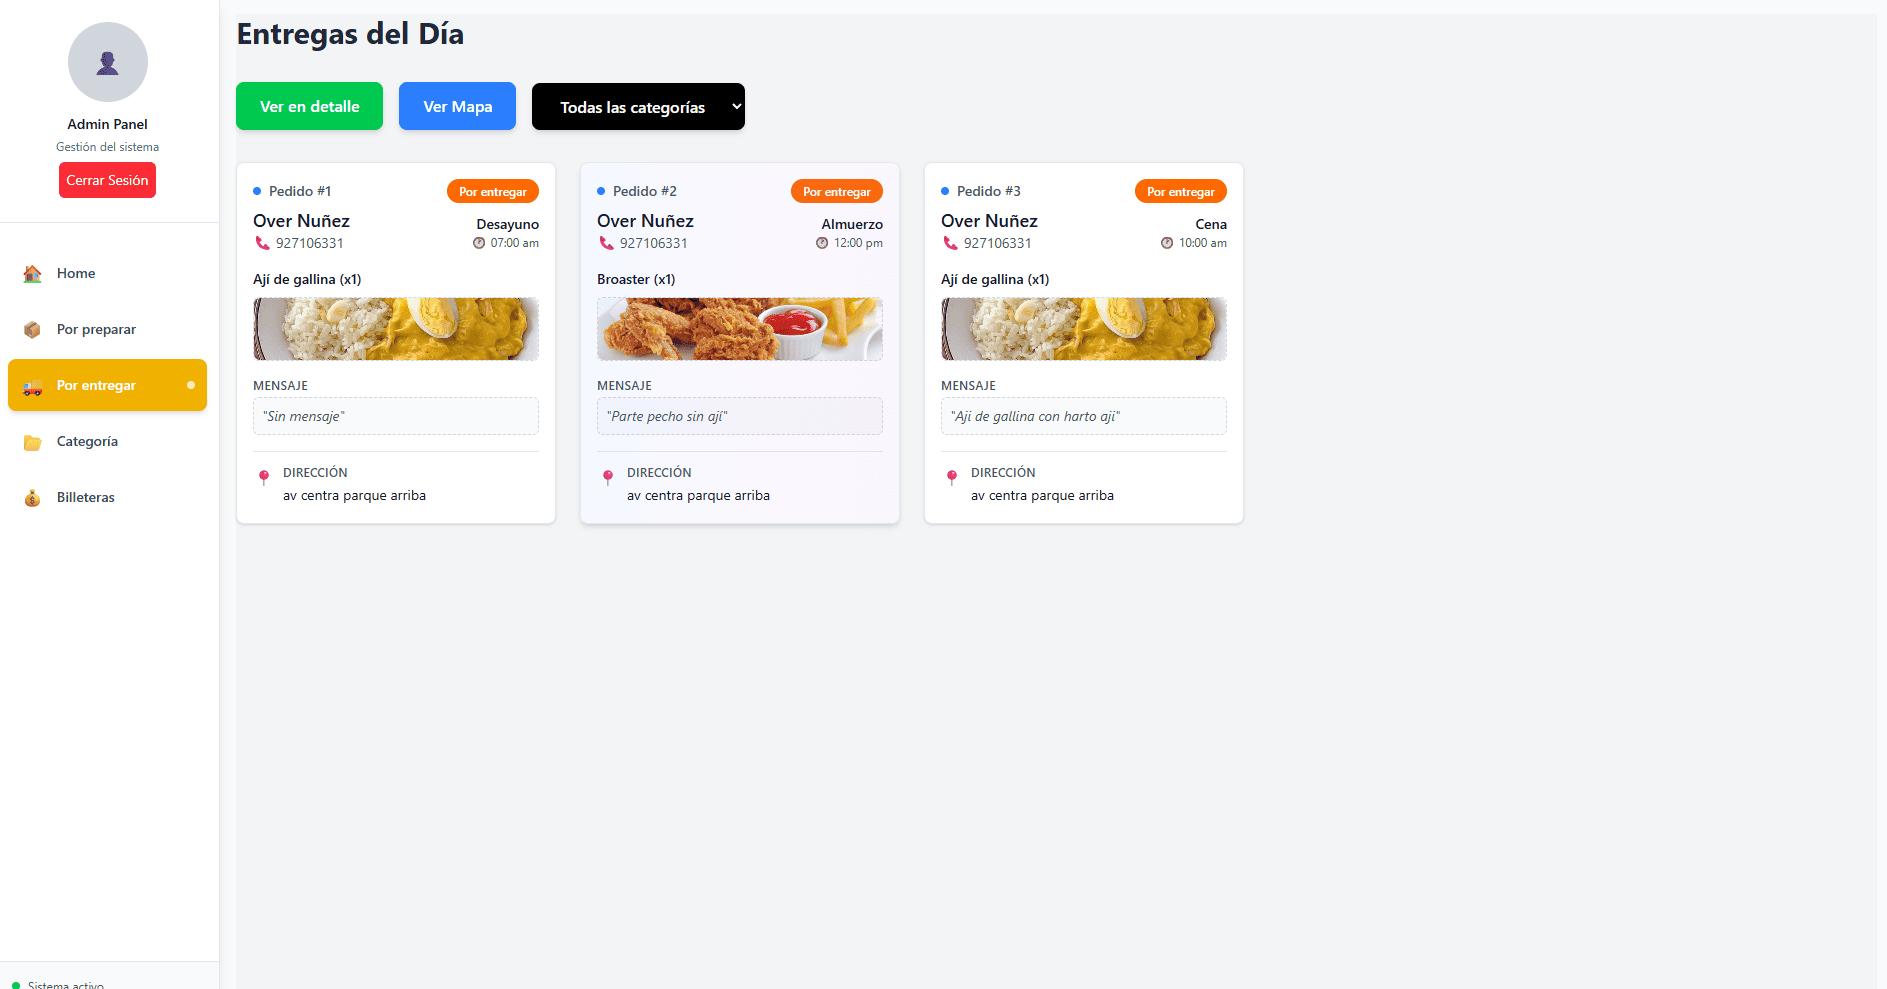 Admin Panel
Gestión del sistema
Cerrar Sesión
Home
Por preparar
Por entregar
Categoría
Billeteras
Sistema activo
Entregas del Día
Ver en detalle
Ver Mapa
Todas las categorías
Pedido #1
Por entregar
Over Nuñez
Desayuno
927106331
07:00 am
Ají de gallina (x1)
MENSAJE
"Sin mensaje"
DIRECCIÓN
av centra parque arriba
Pedido #2
Por entregar
Over Nuñez
Almuerzo
927106331
12:00 pm
Broaster (x1)
MENSAJE
"Parte pecho sin ají"
DIRECCIÓN
av centra parque arriba
Pedido #3
Por entregar
Over Nuñez
Cena
927106331
10:00 am
Ají de gallina (x1)
MENSAJE
"Aji de gallina con harto aji"
DIRECCIÓN
av centra parque arriba